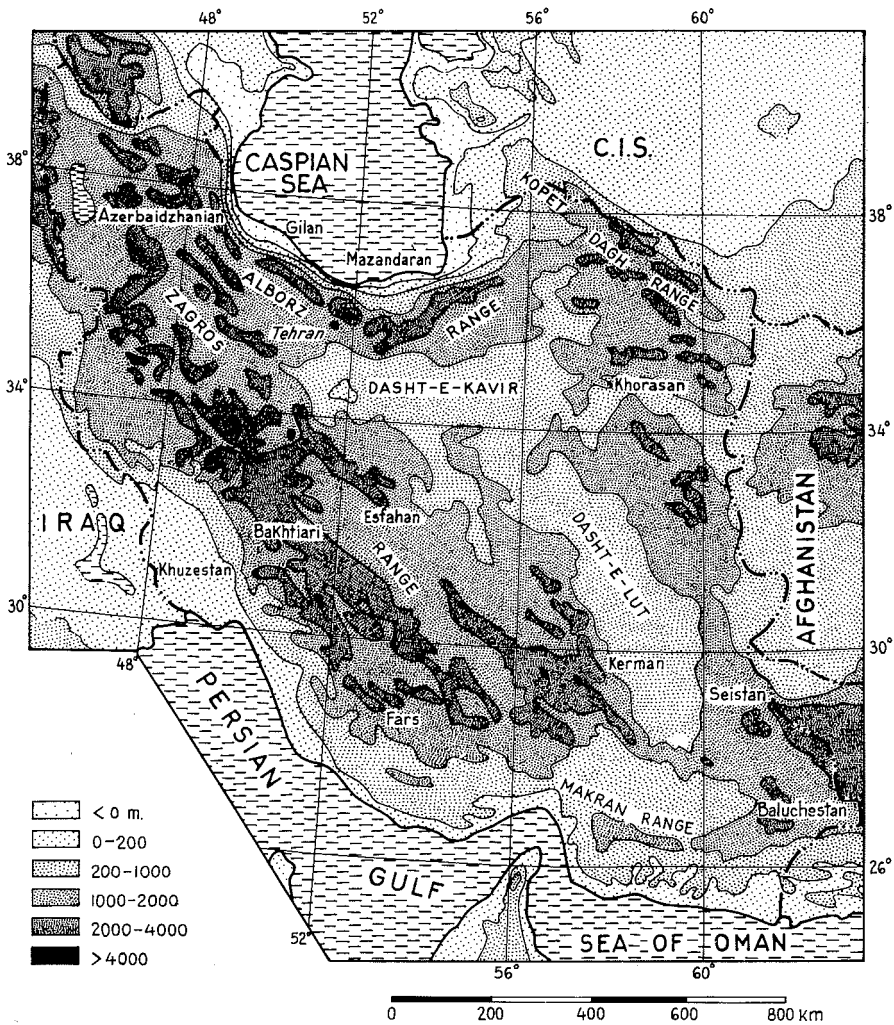 48°
52°
56°
60°
38°
CASPIAN
SEA
C.I.S.
38°
KOPET
DAGH
RANGE
Azerbaidzhanian
Gilan
Mazandaran
ALBORZ
RANGE
ZAGROS
Tehran
34°
DASHT-E-KAVIR
Khorasan
34°
IRAQ
Bakhtiari
Esfahan
RANGE
DASHT-E-LUT
AFGHANISTAN
Khuzestan
30°
30°
48°
Kerman
Seistan
PERSIAN
GULF
Fars
MAKRAN RANGE
Baluchestan
26°
52°
56°
60°
SEA OF OMAN
< 0 m.
0-200
200-1000
1000-2000
2000-4000
>4000
0 200 400 600 800 km